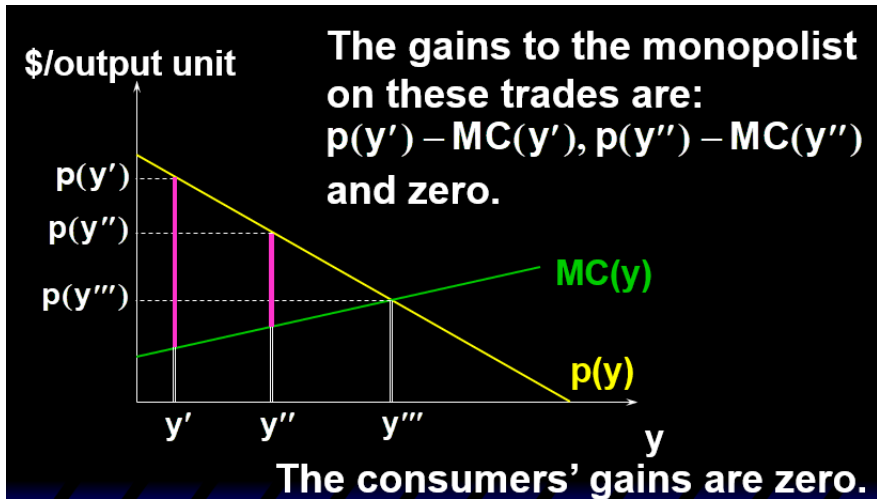 $/output unit
The gains to the monopolist
on these trades are:
p(y′) – MC(y′), p(y″) – MC(y″)
and zero.
p(y′)
p(y″)
p(y‴)
MC(y)
p(y)
y′
y″
y‴
y
The consumers’ gains are zero.